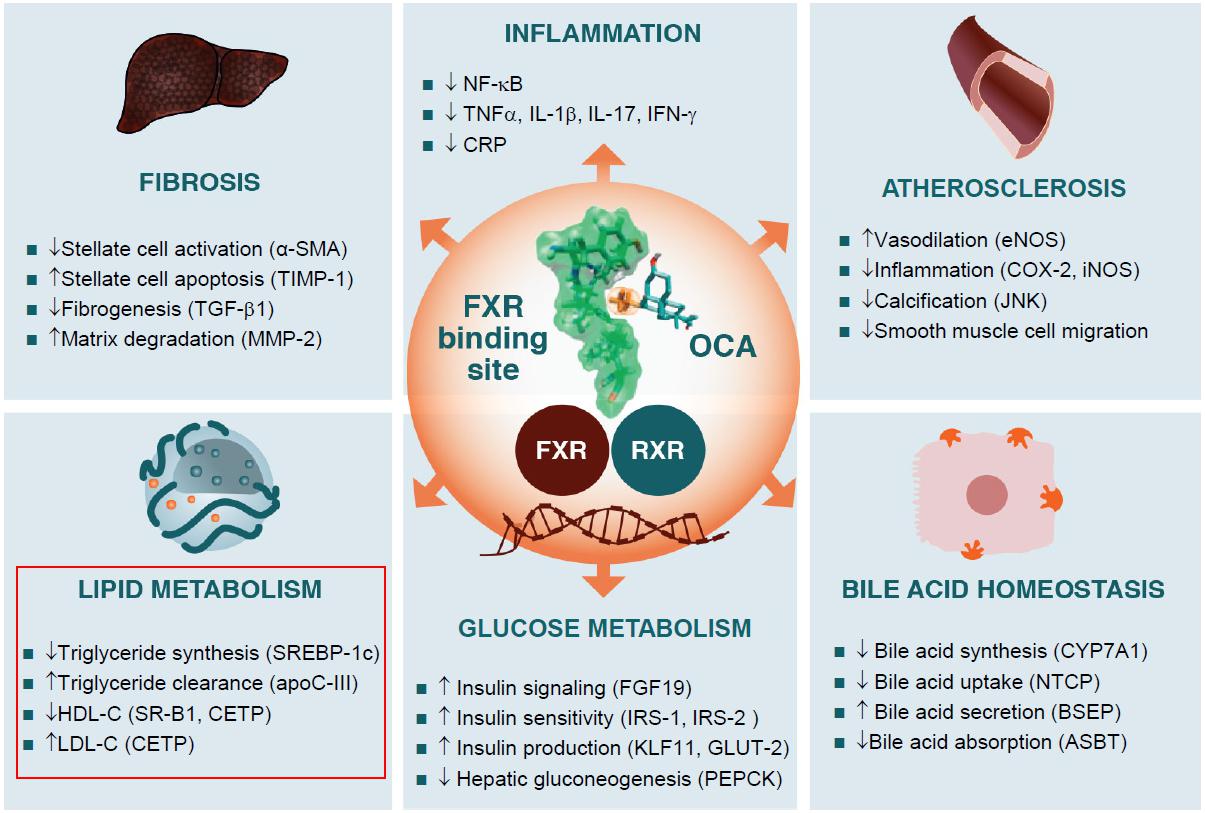 FIBROSIS
↓Stellate cell activation (α-SMA)
↑Stellate cell apoptosis (TIMP-1)
↓Fibrogenesis (TGF-β1)
↑Matrix degradation (MMP-2)
INFLAMMATION
↓ NF-κB
↓ TNFα, IL-1β, IL-17, IFN-γ
↓ CRP
ATHEROSCLEROSIS
↑Vasodilation (eNOS)
↓Inflammation (COX-2, iNOS)
↓Calcification (JNK)
↓Smooth muscle cell migration
FXR
binding
site
OCA
FXR
RXR
LIPID METABOLISM
↓Triglyceride synthesis (SREBP-1c)
↑Triglyceride clearance (apoC-III)
↓HDL-C (SR-B1, CETP)
↑LDL-C (CETP)
GLUCOSE METABOLISM
↑ Insulin signaling (FGF19)
↑ Insulin sensitivity (IRS-1, IRS-2 )
↑ Insulin production (KLF11, GLUT-2)
↓ Hepatic gluconeogenesis (PEPCK)
BILE ACID HOMEOSTASIS
↓ Bile acid synthesis (CYP7A1)
↓ Bile acid uptake (NTCP)
↑ Bile acid secretion (BSEP)
↓Bile acid absorption (ASBT)